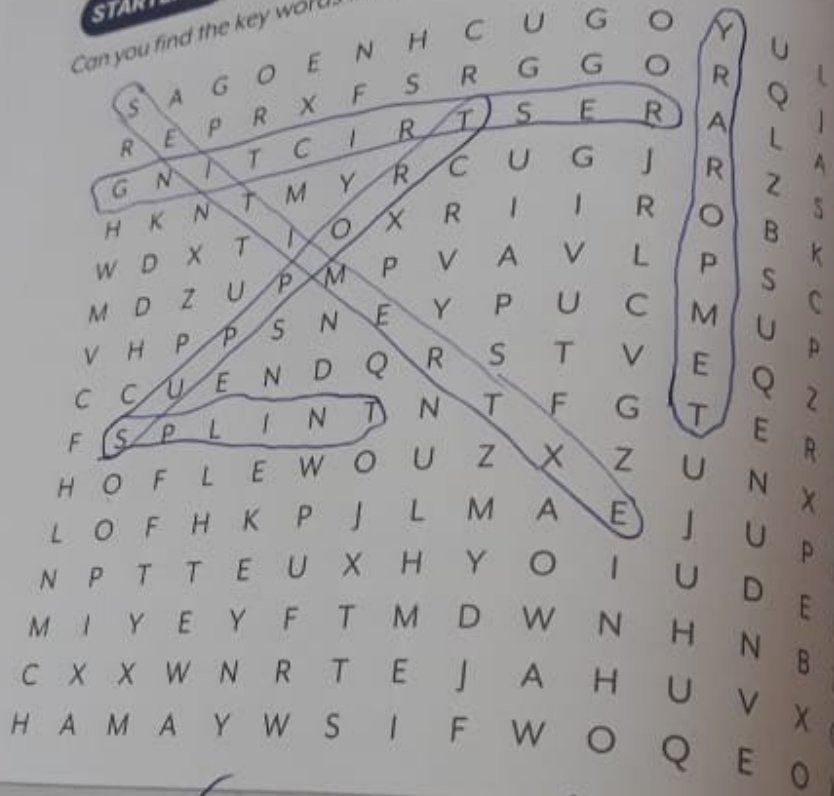 Can you find the key words
S A G O E N H C U G O Y U L
R E P R X F S R G G O R Q I
G N I T C I R T S E R A L A
H K N T M Y R C U G J R Z S
W D X T I O X R I I R O B K
M D Z U P M P V A V L P S C
V H P P S N E Y P U C M U P
C C U E N D Q R S T V E Q Z
F S P L I N T N T F G T E R
H O F L E W O U Z X Z U N X
L O F H K P J L M A E J U P
N P T T E U X H Y O I U D E
M I Y E Y F T M D W N H N B
C X X W N R T E J A H U V X
H A M A Y W S I F W O Q E O